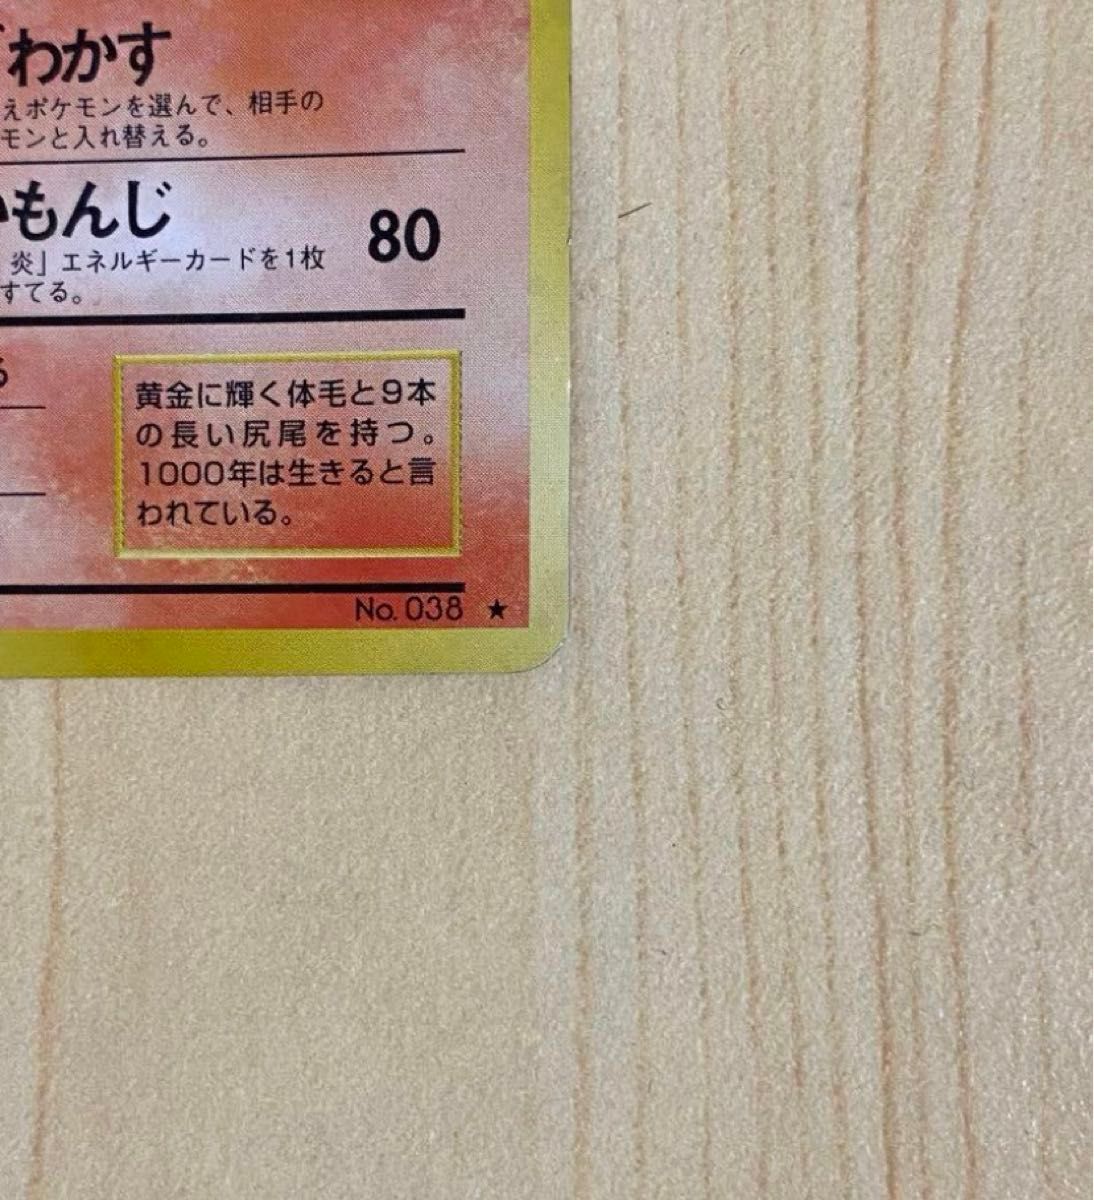 わかす
えポケモンを選んで、相手の
モンと入れ替える。
もんじ
80
炎」エネルギーカードを1枚
すてる。
黄金に輝く体毛と9本
の長い尻尾を持つ。
1000年は生きると言
われている。
No. 038 ★